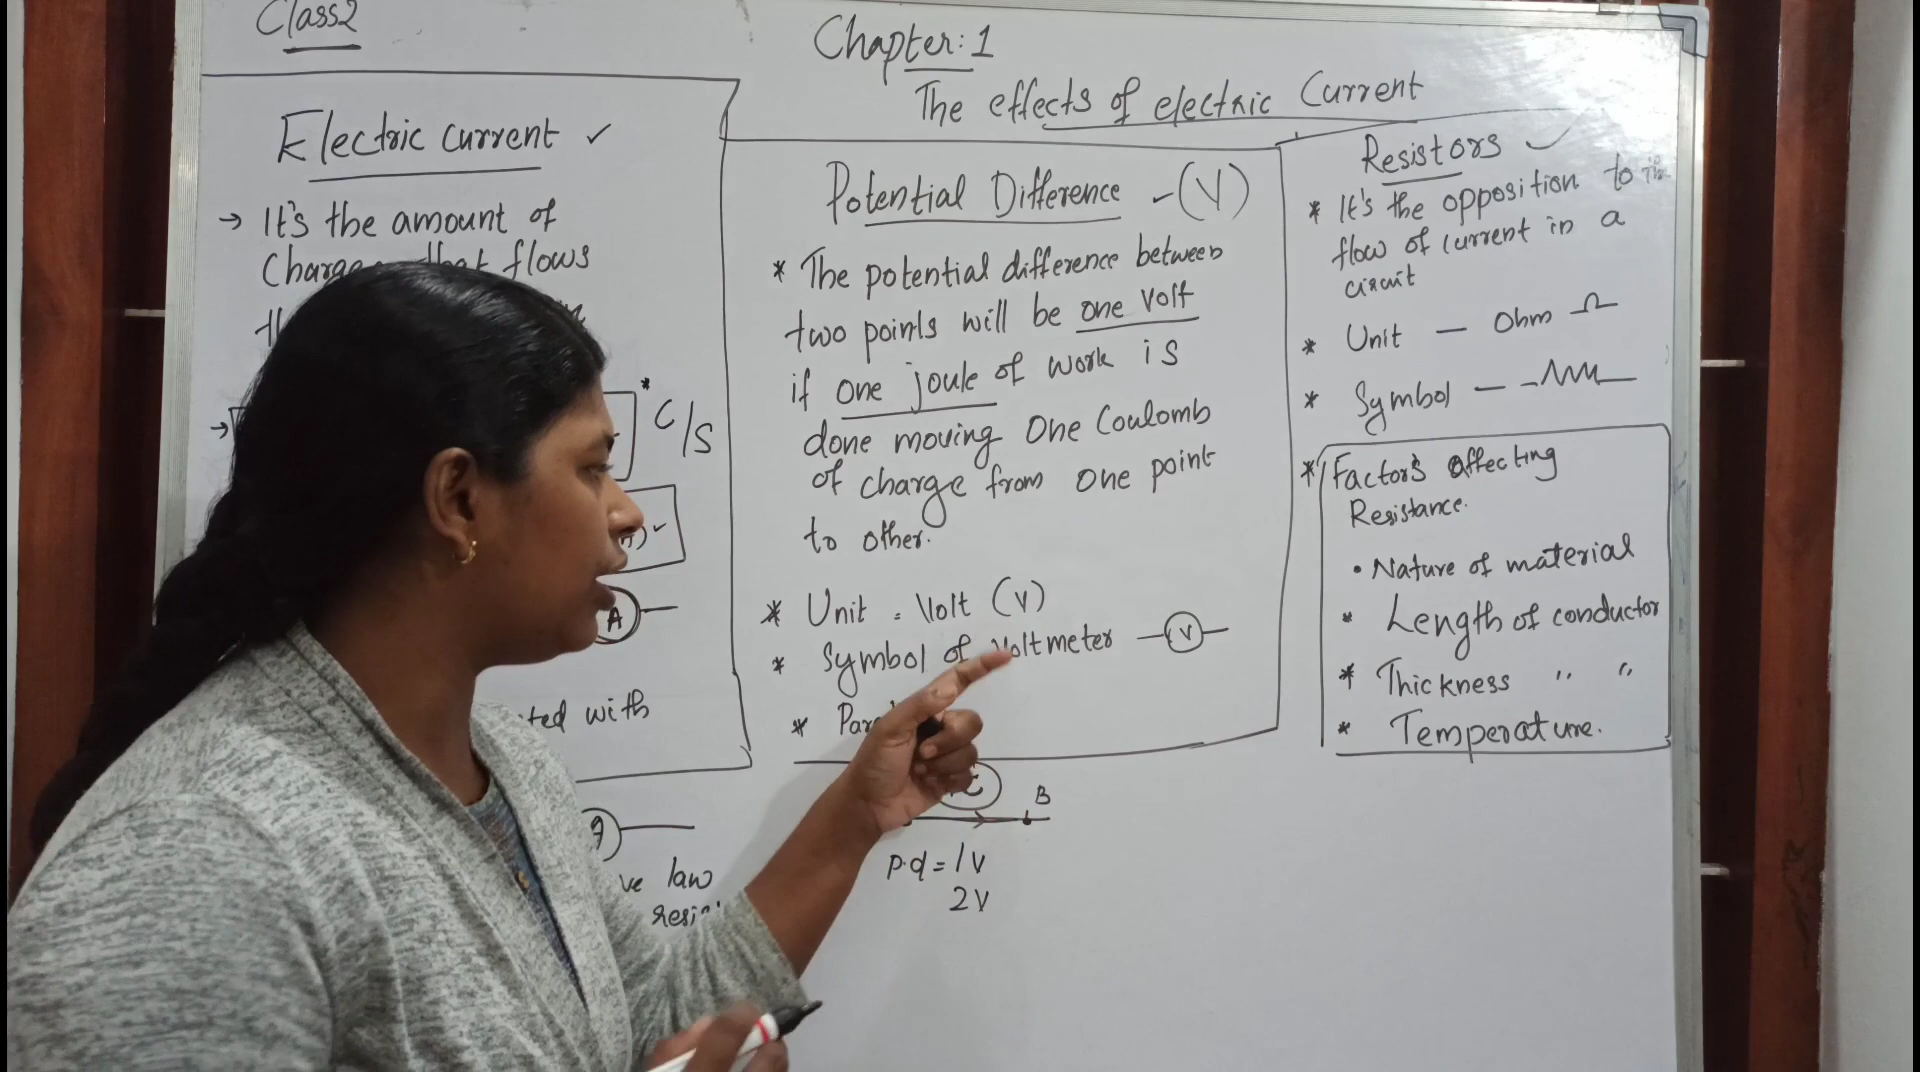 Class2
Chapter: 1
The effects of electric Current
Electric current ✓
→ It's the amount of
Charge that flows
→
* C/S
A
with
ve law
Potential Difference - (V)
* The potential difference between
two points will be one volt
if one joule of work is
done moving One Coulomb
of charge from one point
to other.
* Unit = Volt (V)
* Symbol of Voltmeter —(V)—
*
B
p.d = 1V
2V
Resistors ✓
* It's the opposition to the
flow of current in a
circuit
* Unit — Ohm Ω
* Symbol —
* Factors affecting
Resistance.
• Nature of material
* Length of conductor
* Thickness " "
* Temperature.